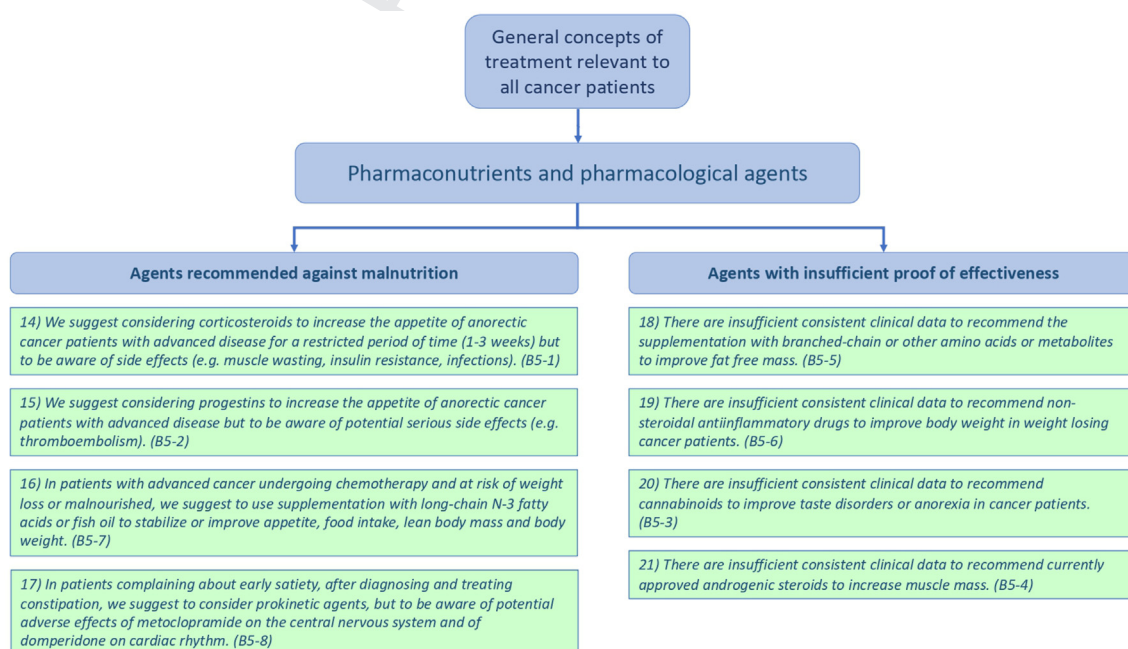 General concepts of
treatment relevant to
all cancer patients
Pharmaconutrients and pharmacological agents
Agents recommended against malnutrition
14) We suggest considering corticosteroids to increase the appetite of anorectic
cancer patients with advanced disease for a restricted period of time (1-3 weeks) but
to be aware of side effects (e.g. muscle wasting, insulin resistance, infections). (B5-1)
15) We suggest considering progestins to increase the appetite of anorectic cancer
patients with advanced disease but to be aware of potential serious side effects (e.g.
thromboembolism). (B5-2)
16) In patients with advanced cancer undergoing chemotherapy and at risk of weight
loss or malnourished, we suggest to use supplementation with long-chain N-3 fatty
acids or fish oil to stabilize or improve appetite, food intake, lean body mass and body
weight. (B5-7)
17) In patients complaining about early satiety, after diagnosing and treating
constipation, we suggest to consider prokinetic agents, but to be aware of potential
adverse effects of metoclopramide on the central nervous system and of
domperidone on cardiac rhythm. (B5-8)
Agents with insufficient proof of effectiveness
18) There are insufficient consistent clinical data to recommend the
supplementation with branched-chain or other amino acids or metabolites
to improve fat free mass. (B5-5)
19) There are insufficient consistent clinical data to recommend non-
steroidal antiinflammatory drugs to improve body weight in weight losing
cancer patients. (B5-6)
20) There are insufficient consistent clinical data to recommend
cannabinoids to improve taste disorders or anorexia in cancer patients.
(B5-3)
21) There are insufficient consistent clinical data to recommend currently
approved androgenic steroids to increase muscle mass. (B5-4)